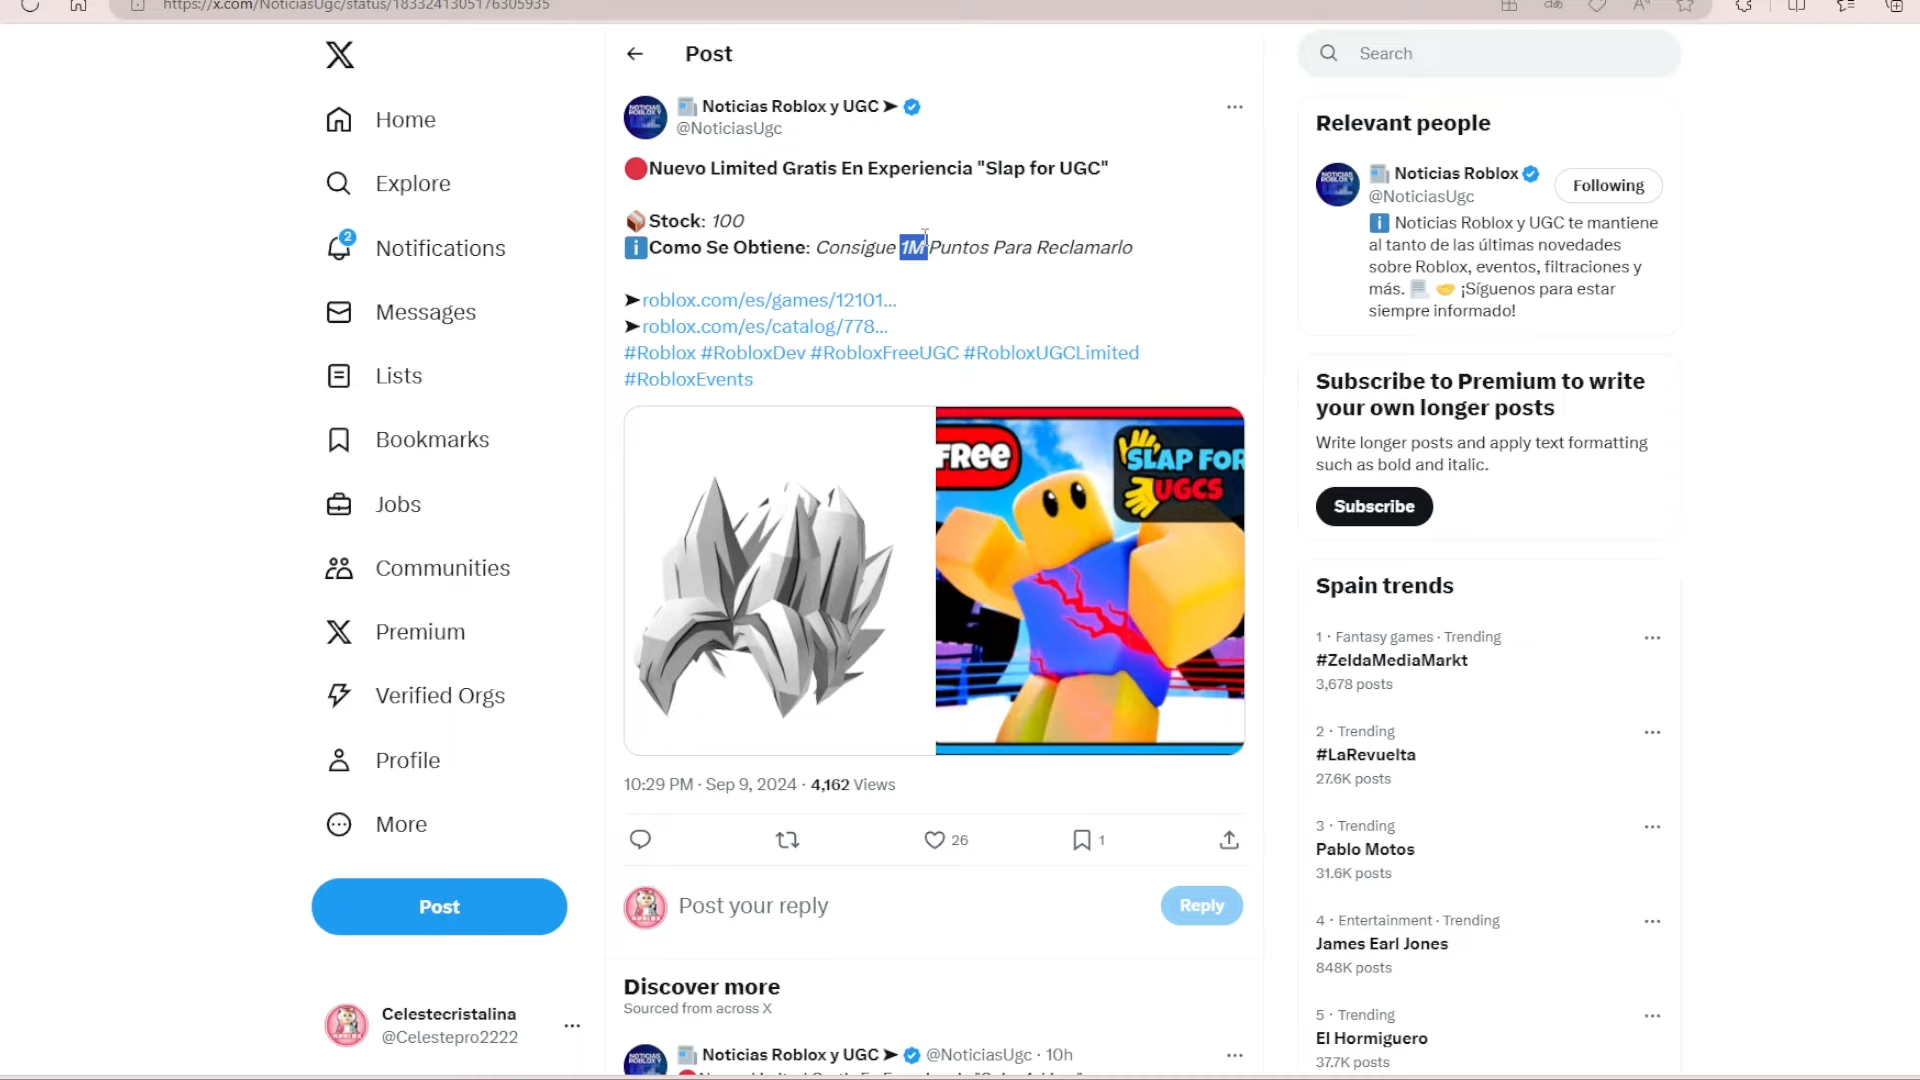 https://x.com/NoticiasUgc/status/1833241305176305935
Home
Explore
2
Notifications
Messages
Lists
Bookmarks
Jobs
Communities
Premium
Verified Orgs
Profile
More
Post
Celestecristalina
@Celestepro2222
Post
Noticias Roblox y UGC ➤
@NoticiasUgc
🔴Nuevo Limited Gratis En Experiencia "Slap for UGC"
📦Stock: 100
ℹ️Como Se Obtiene: Consigue 1M Puntos Para Reclamarlo
➤roblox.com/es/games/12101...
➤roblox.com/es/catalog/778...
#Roblox #RobloxDev #RobloxFreeUGC #RobloxUGCLimited
#RobloxEvents
FREE
SLAP FOR
UGCS
10:29 PM · Sep 9, 2024 · 4,162 Views
26
1
Post your reply
Reply
Discover more
Sourced from across X
Noticias Roblox y UGC ➤ @NoticiasUgc · 10h
Search
Relevant people
Noticias Roblox
@NoticiasUgc
Following
ℹ️ Noticias Roblox y UGC te mantiene
al tanto de las últimas novedades
sobre Roblox, eventos, filtraciones y
más. 📃 🤝 ¡Síguenos para estar
siempre informado!
Subscribe to Premium to write
your own longer posts
Write longer posts and apply text formatting
such as bold and italic.
Subscribe
Spain trends
1 · Fantasy games · Trending
#ZeldaMediaMarkt
3,678 posts
2 · Trending
#LaRevuelta
27.6K posts
3 · Trending
Pablo Motos
31.6K posts
4 · Entertainment · Trending
James Earl Jones
848K posts
5 · Trending
El Hormiguero
37.7K posts